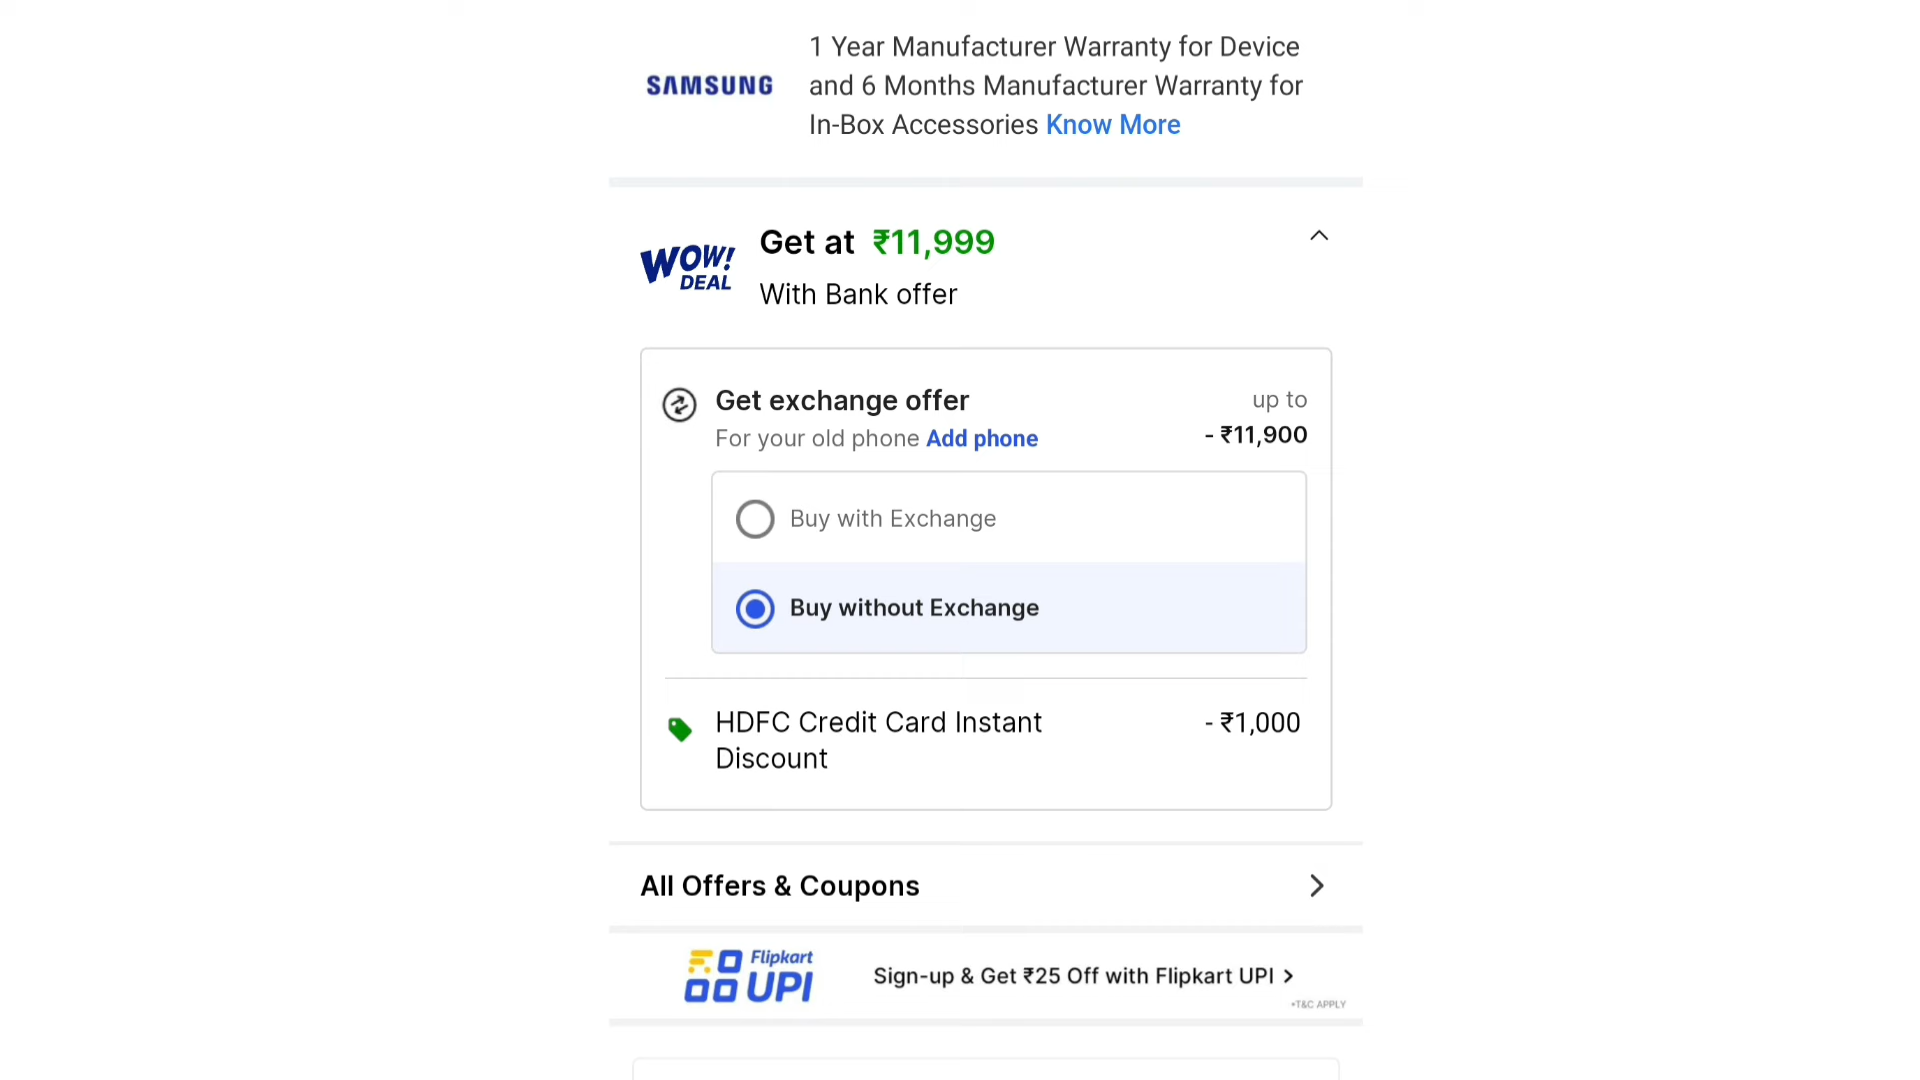 SAMSUNG
1 Year Manufacturer Warranty for Device
and 6 Months Manufacturer Warranty for
In-Box Accessories Know More
WOW!
DEAL
Get at ₹11,999
With Bank offer
Get exchange offer
up to
For your old phone Add phone
- ₹11,900
Buy with Exchange
Buy without Exchange
HDFC Credit Card Instant
Discount
- ₹1,000
All Offers & Coupons
Flipkart
UPI
Sign-up & Get ₹25 Off with Flipkart UPI
*T&C APPLY